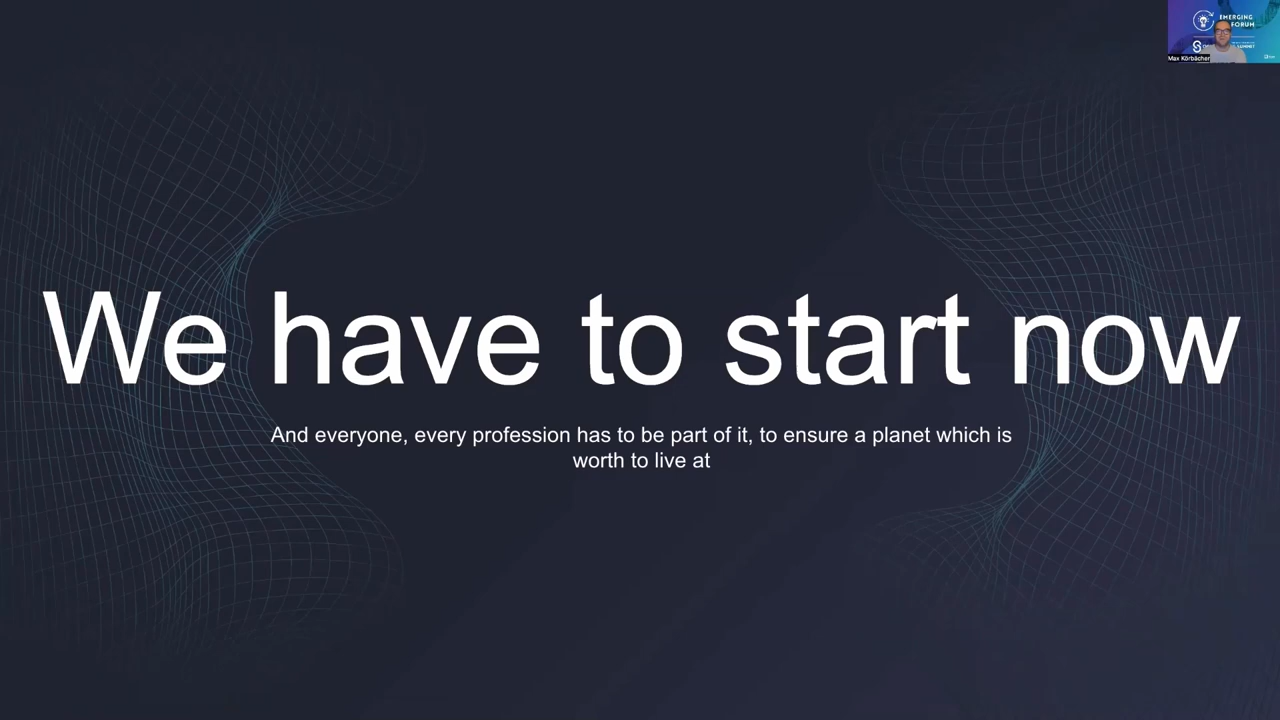 EMERGING
FORUM
Max Körbächer
We have to start now
And everyone, every profession has to be part of it, to ensure a planet which is
worth to live at